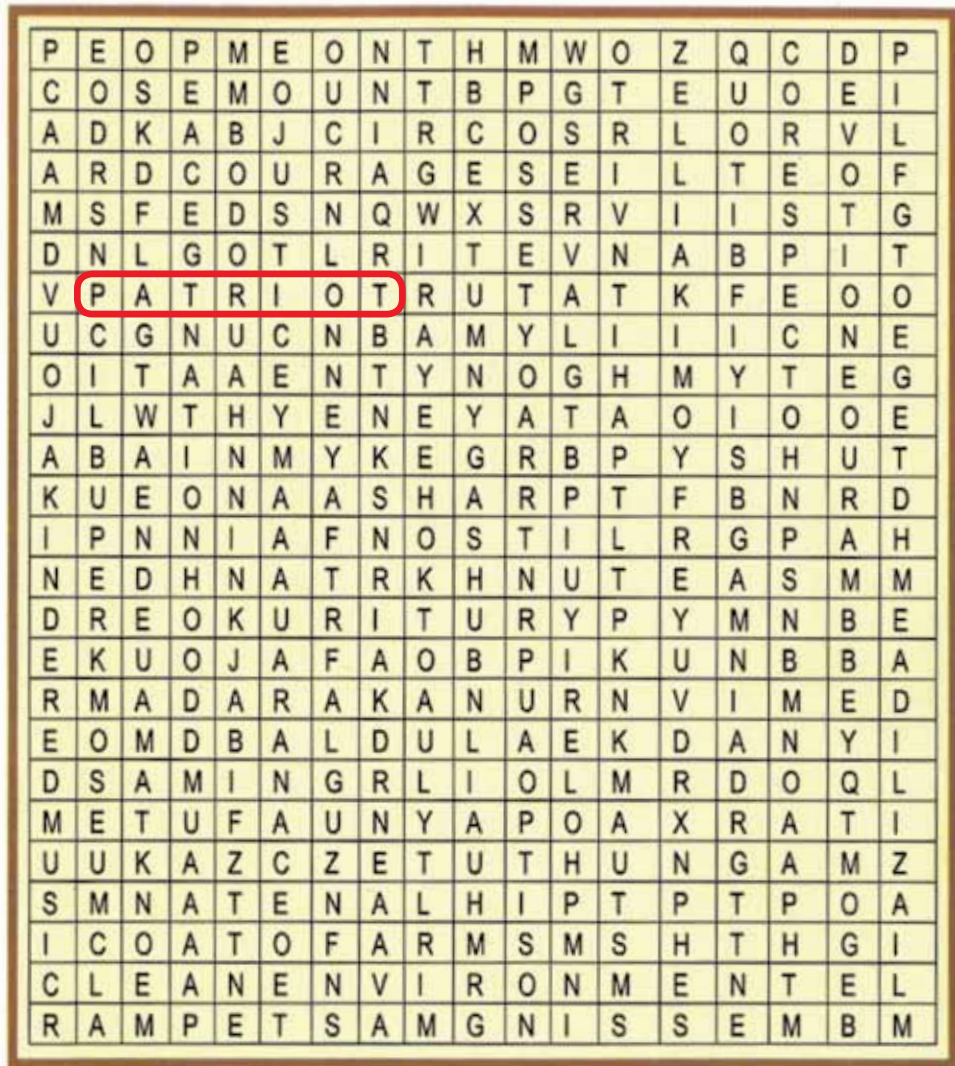 P E O P M E O N T H M W O Z Q C D P
C O S E M O U N T B P G T E U O E I
A D K A B J C I R C O S R L O R V L
A R D C O U R A G E S E I L T E O F
M S F E D S N Q W X S R V I I S T G
D N L G O T L R I T E V N A B P I T
V P A T R I O T R U T A T K F E O O
U C G N U C N B A M Y L I I I C N E
O I T A A E N T Y N O G H M Y T E G
J L W T H Y E N E Y A T A O I O O E
A B A I N M Y K E G R B P Y S H U T
K U E O N A A S H A R P T F B N R D
I P N N I A F N O S T I L R G P A H
N E D H N A T R K H N U T E A S M M
D R E O K U R I T U R Y P Y M N B E
E K U O J A F A O B P I K U N B B A
R M A D A R A K A N U R N V I M E D
E O M D B A L D U L A E K D A N Y I
D S A M I N G R L I O L M R D O Q L
M E T U F A U N Y A P O A X R A T I
U U K A Z C Z E T U T H U N G A M Z
S M N A T E N A L H I P T P T P O A
I C O A T O F A R M S M S H T H G I
C L E A N E N V I R O N M E N T E L
R A M P E T S A M G N I S S E M B M